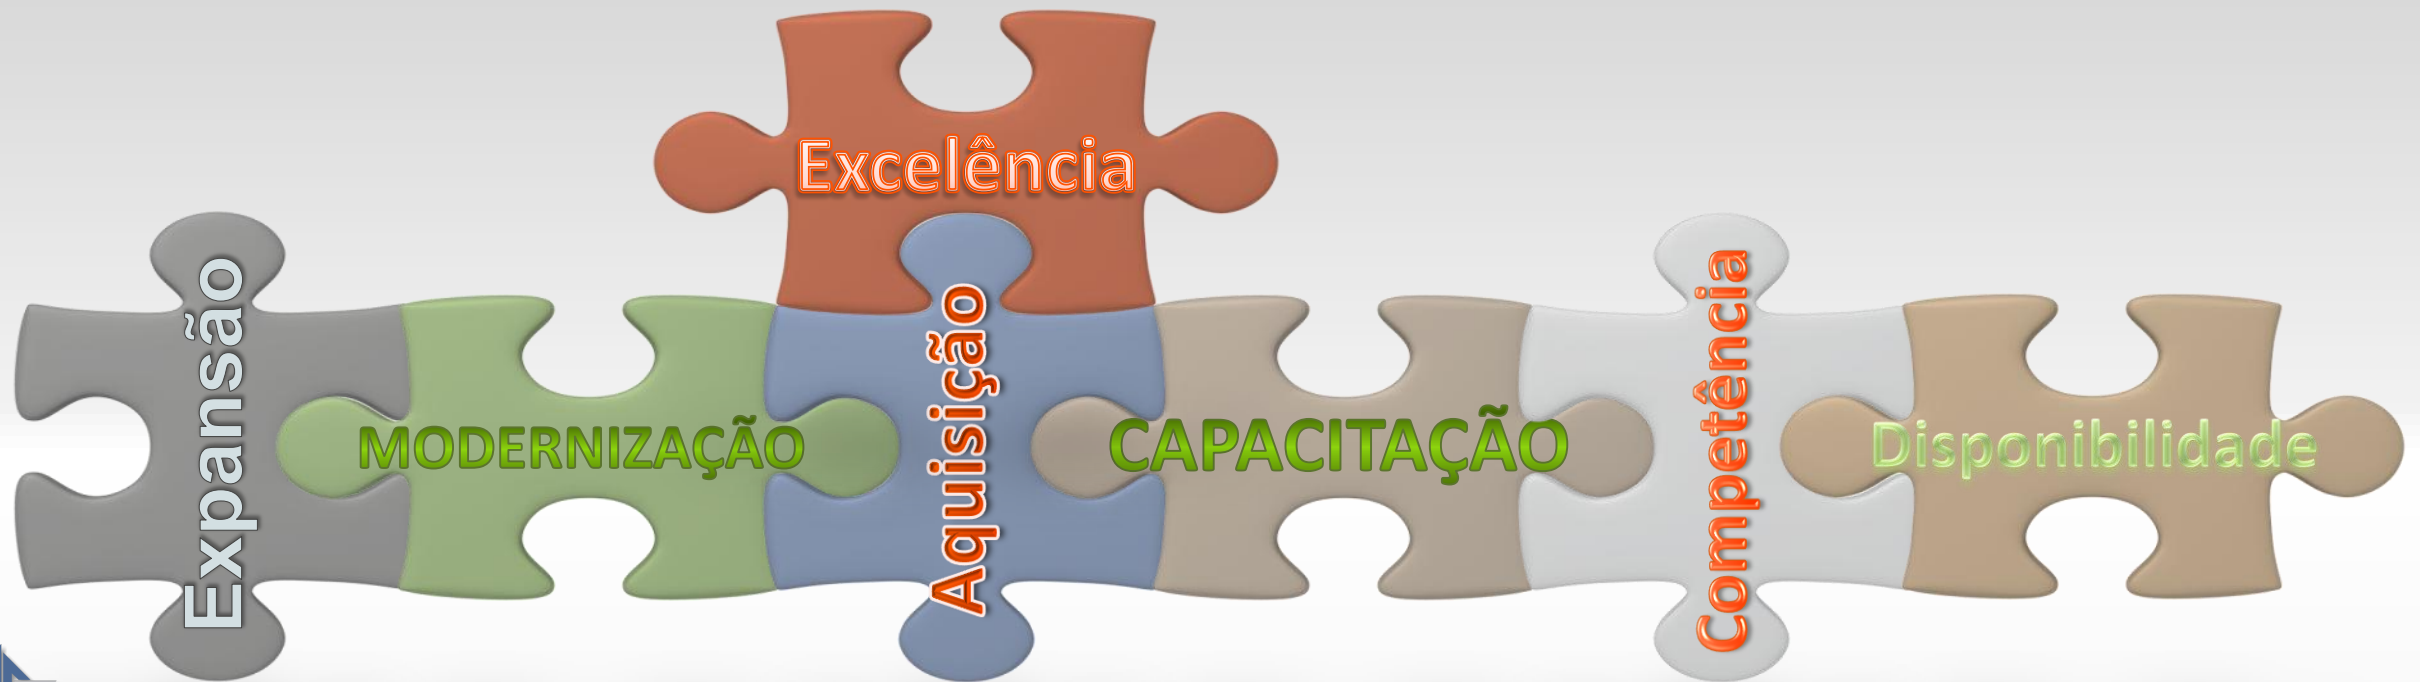 Excelência
Expansão
MODERNIZAÇÃO
Aquisição
CAPACITAÇÃO
Competência
Disponibilidade